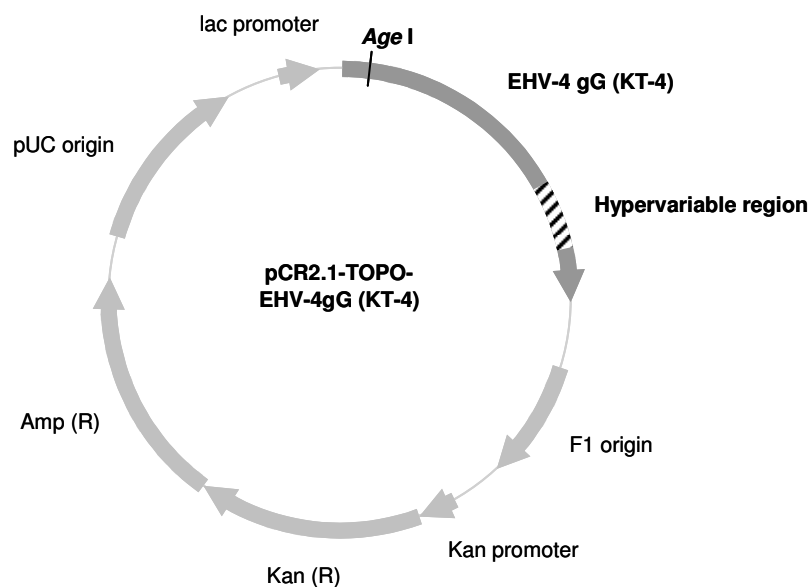 lac promoter
Age I
EHV-4 gG (KT-4)
pUC origin
Hypervariable region
pCR2.1-TOPO-
EHV-4gG (KT-4)
Amp (R)
F1 origin
Kan promoter
Kan (R)